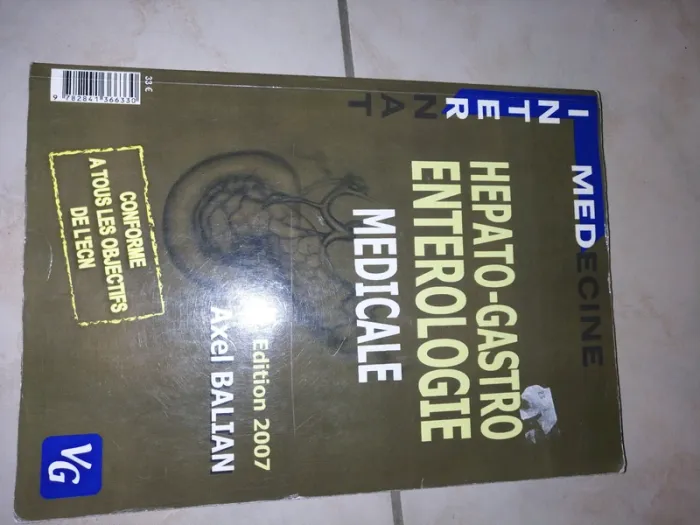 INTERNAT
MEDECINE
HEPATO-GASTRO
ENTEROLOGIE
MEDICALE
Edition 2007
Axel BALIAN
CONFORME
A TOUS LES OBJECTIFS
DE L'ECN
VG
33 €
9 782841 366330